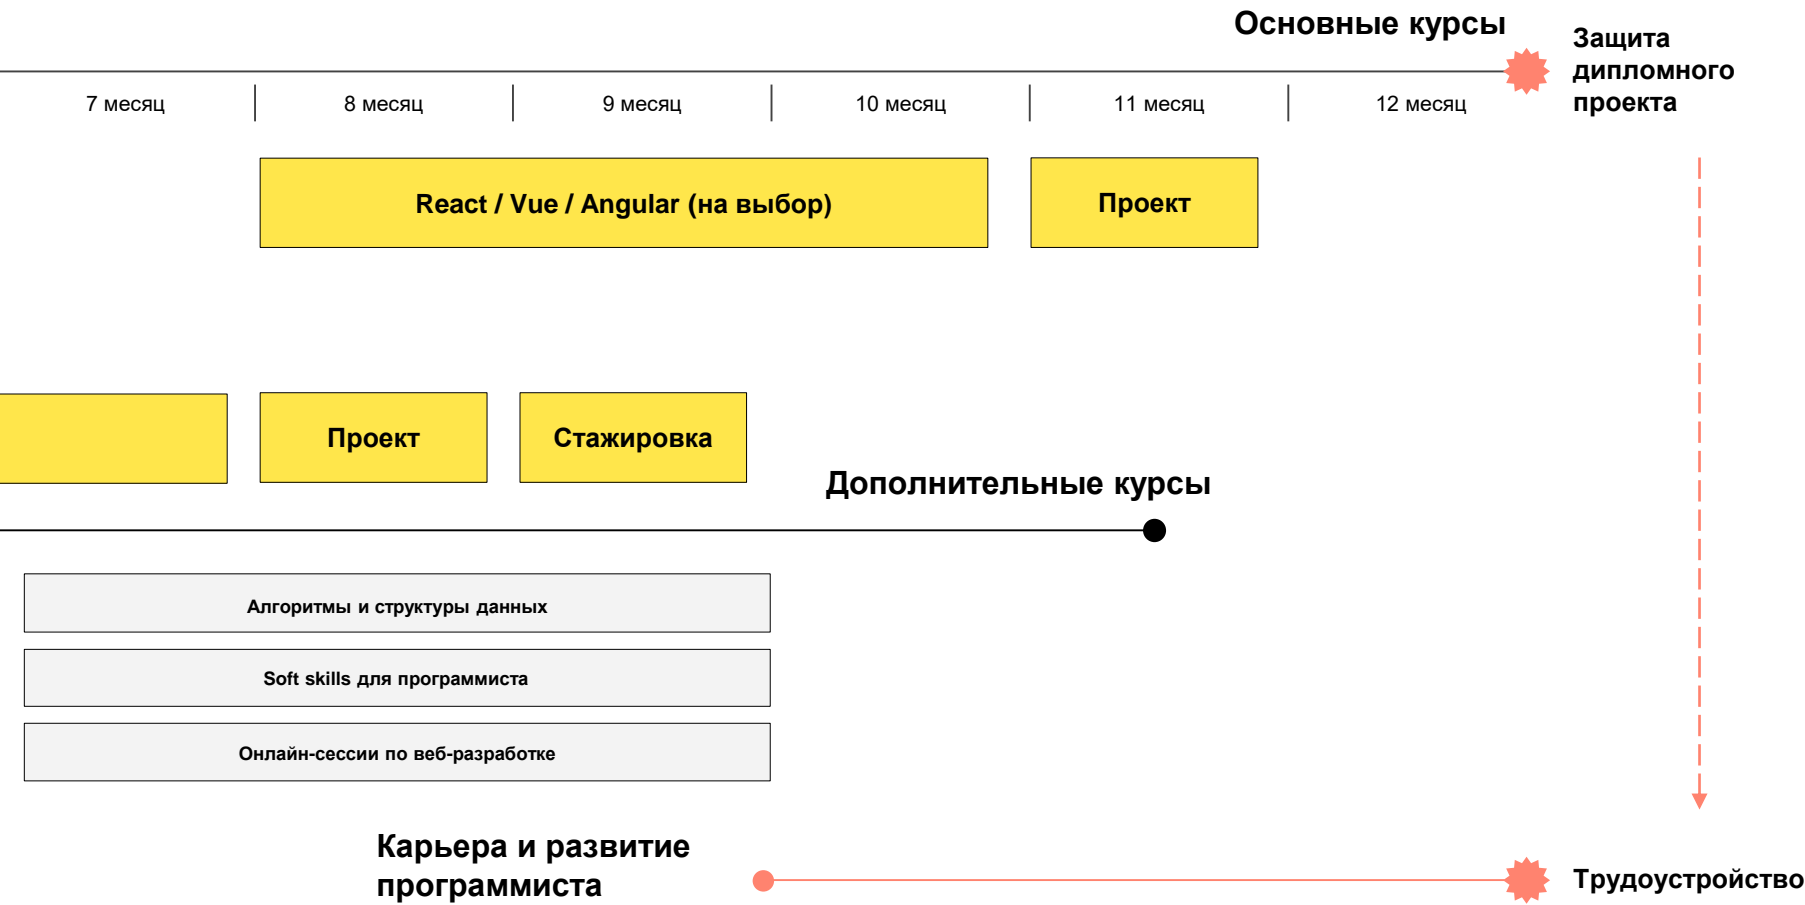 Основные курсы
Защита
дипломного
проекта
7 месяц
8 месяц
9 месяц
10 месяц
11 месяц
12 месяц
React / Vue / Angular (на выбор)
Проект
Проект
Стажировка
Дополнительные курсы
Алгоритмы и структуры данных
Soft skills для программиста
Онлайн-сессии по веб-разработке
Карьера и развитие
программиста
Трудоустройство